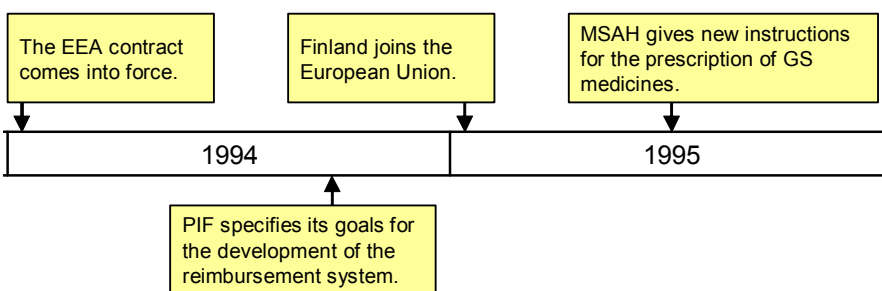 The EEA contract
comes into force.
Finland joins the
European Union.
MSAH gives new instructions
for the prescription of GS
medicines.
1994
1995
PIF specifies its goals for
the development of the
reimbursement system.